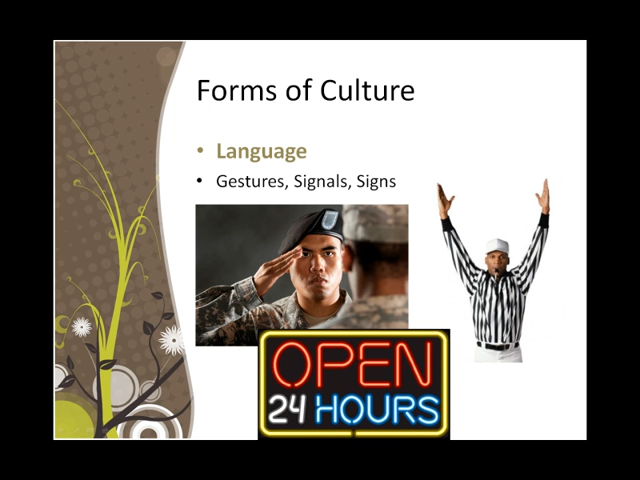 Forms of Culture
• Language
• Gestures, Signals, Signs
OPEN
24 HOURS